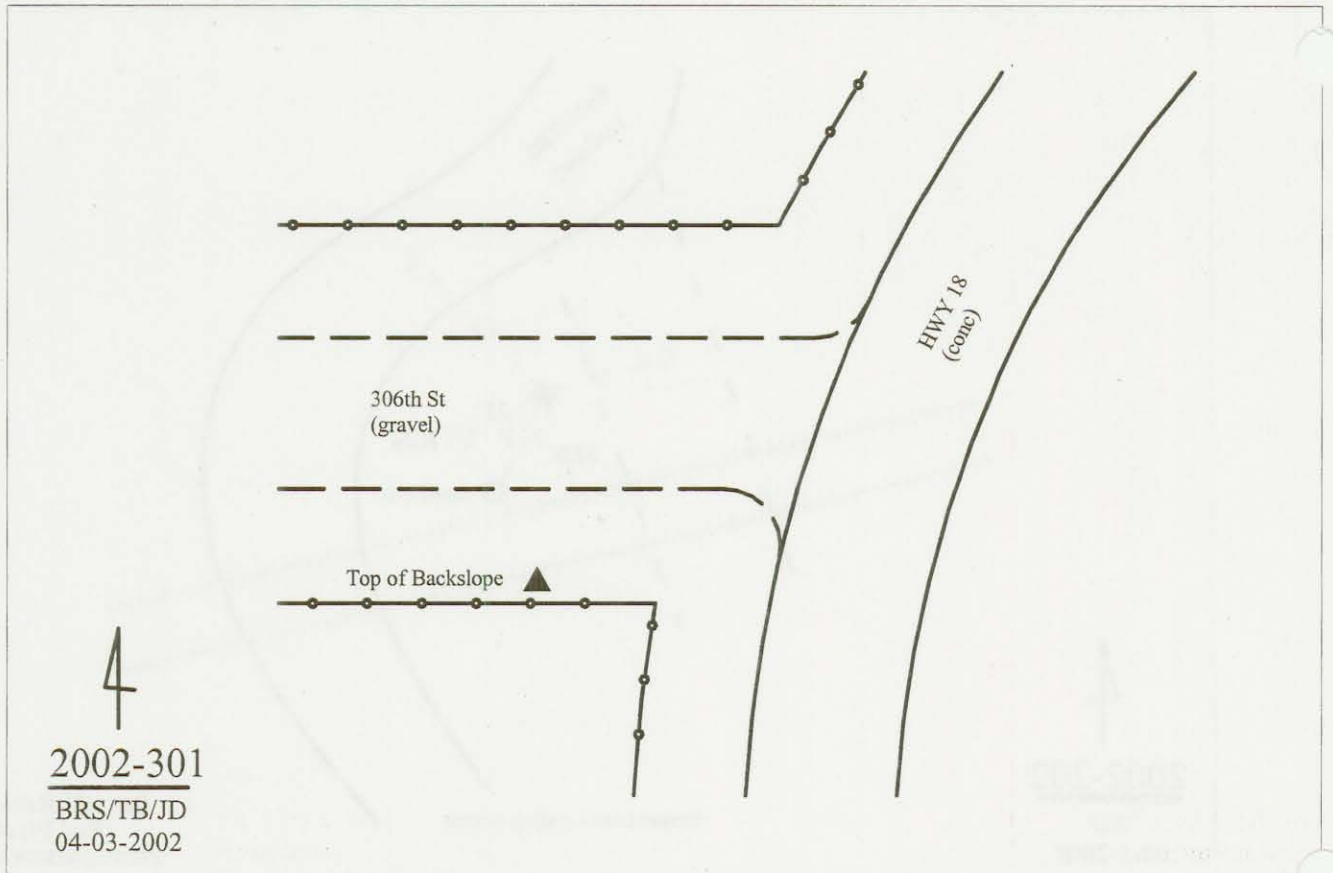 HWY 18
(conc)
306th St
(gravel)
Top of Backslope
2002-301
BRS/TB/JD
04-03-2002